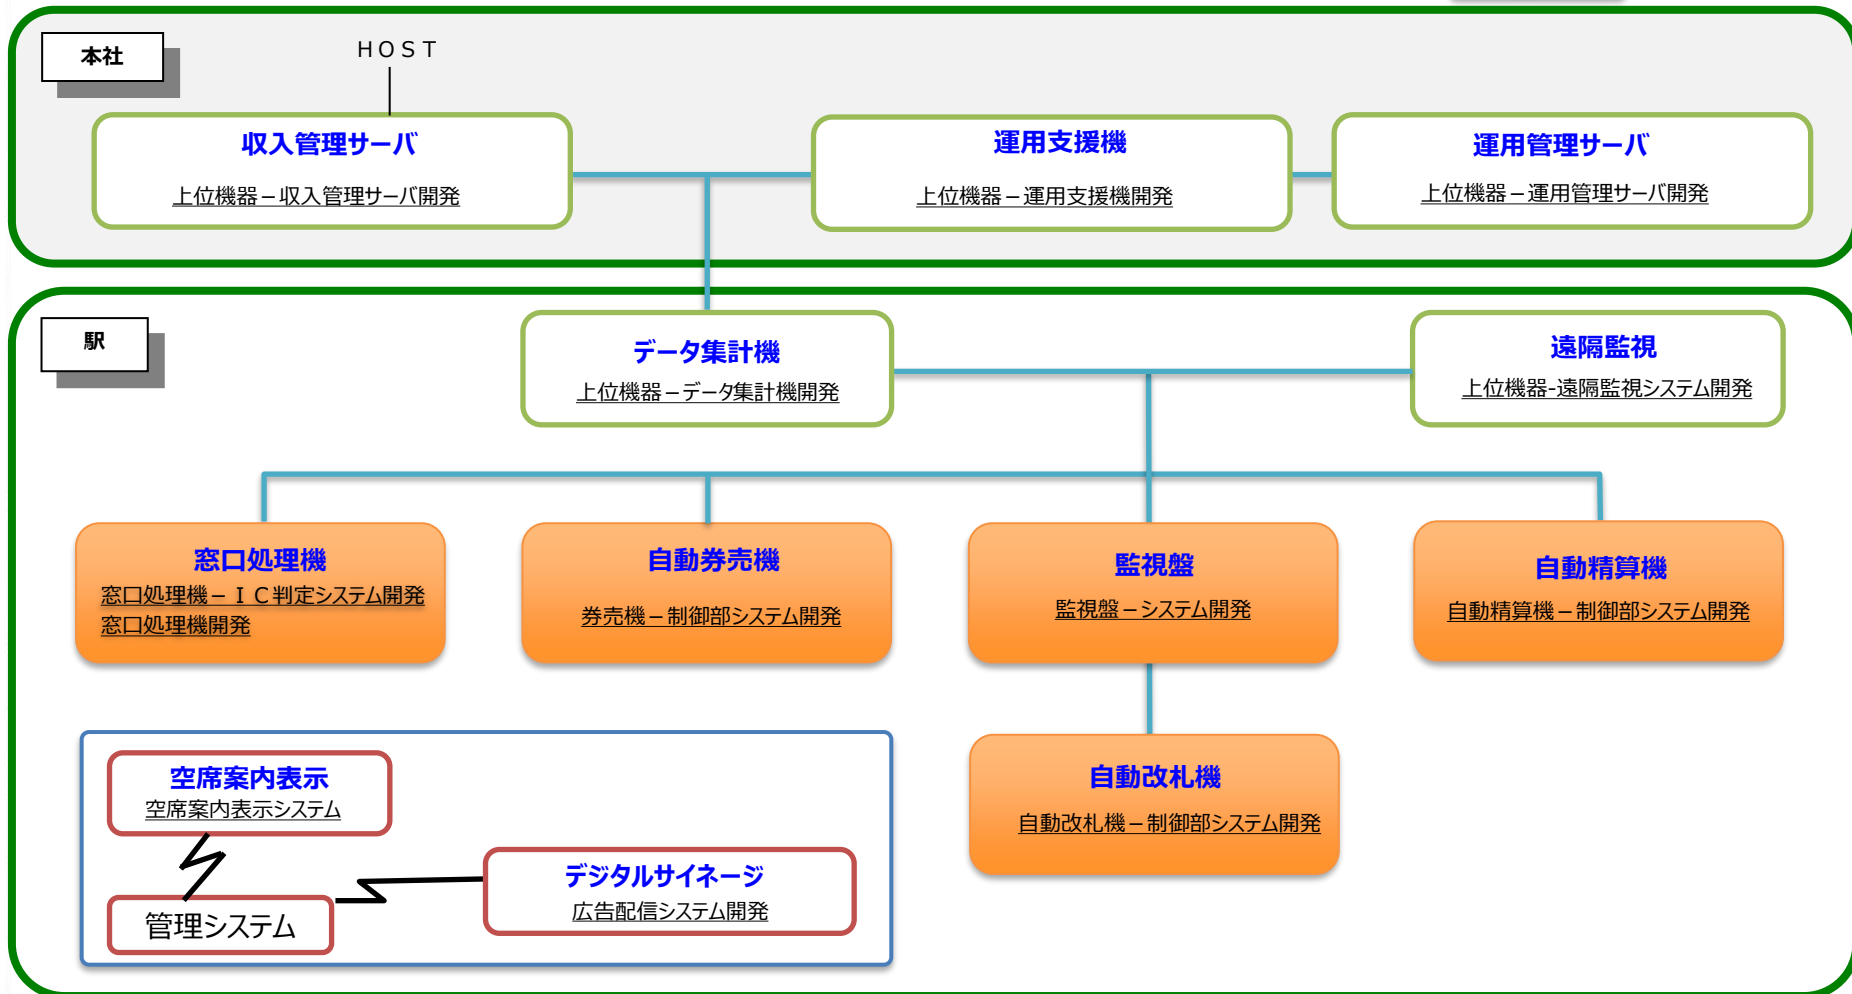 本社
ＨＯＳＴ
収入管理サーバ
上位機器－収入管理サーバ開発
運用支援機
上位機器－運用支援機開発
運用管理サーバ
上位機器－運用管理サーバ開発
駅
データ集計機
上位機器－データ集計機開発
遠隔監視
上位機器-遠隔監視システム開発
窓口処理機
窓口処理機－ＩＣ判定システム開発
窓口処理機開発
自動券売機
券売機－制御部システム開発
監視盤
監視盤－システム開発
自動精算機
自動精算機－制御部システム開発
自動改札機
自動改札機－制御部システム開発
空席案内表示
空席案内表示システム
デジタルサイネージ
広告配信システム開発
管理システム